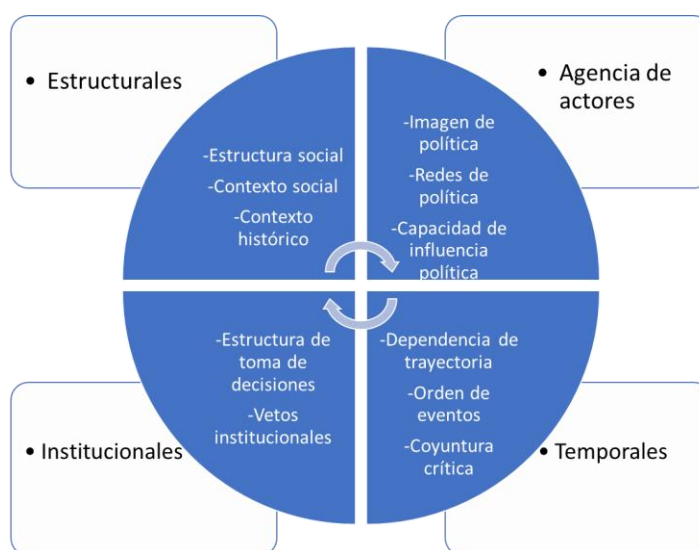 • Estructurales
-Estructura social
-Contexto social
-Contexto
histórico
• Agencia de
actores
-Imagen de
política
-Redes de
política
-Capacidad de
influencia
política
• Institucionales
-Estructura de
toma de
decisiones
-Vetos
institucionales
-Dependencia de
trayectoria
-Orden de
eventos
-Coyuntura
crítica
• Temporales